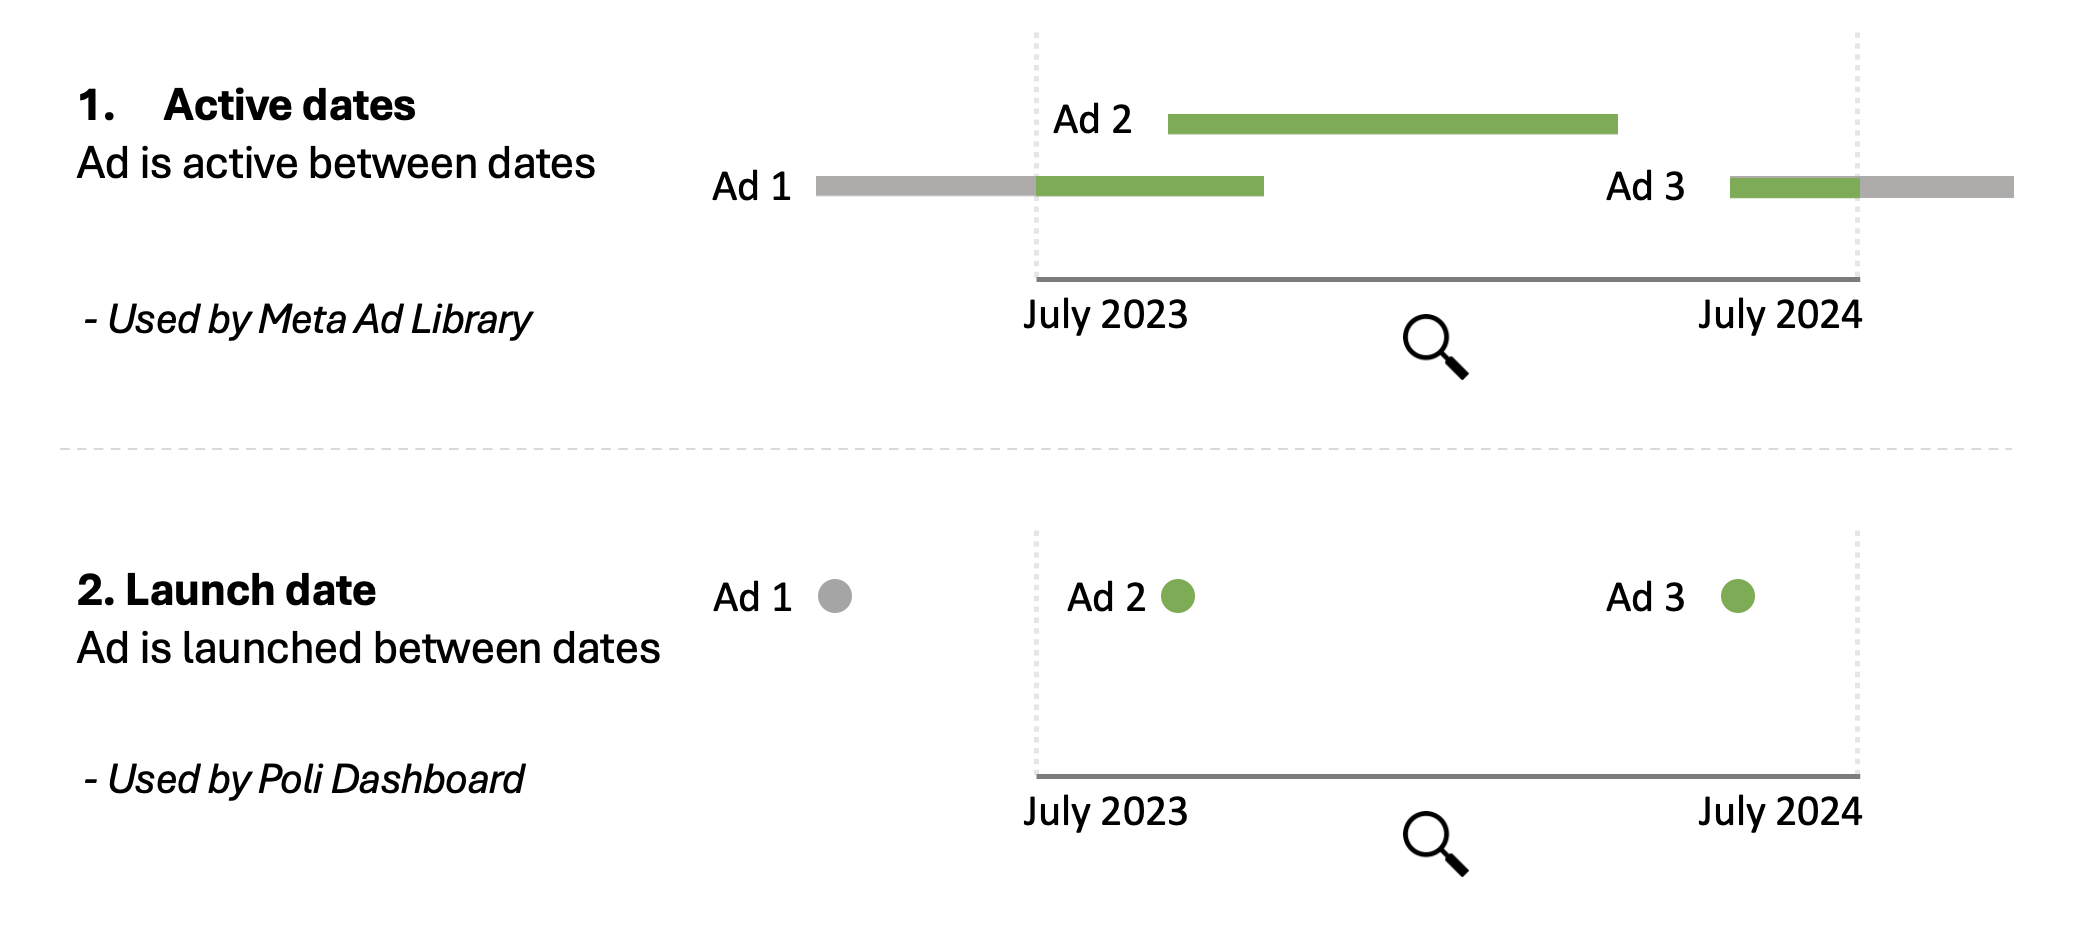 1. Active dates
Ad is active between dates
- Used by Meta Ad Library
Ad 2
Ad 1
Ad 3
July 2023
July 2024
2. Launch date
Ad is launched between dates
- Used by Poli Dashboard
Ad 1
Ad 2
Ad 3
July 2023
July 2024